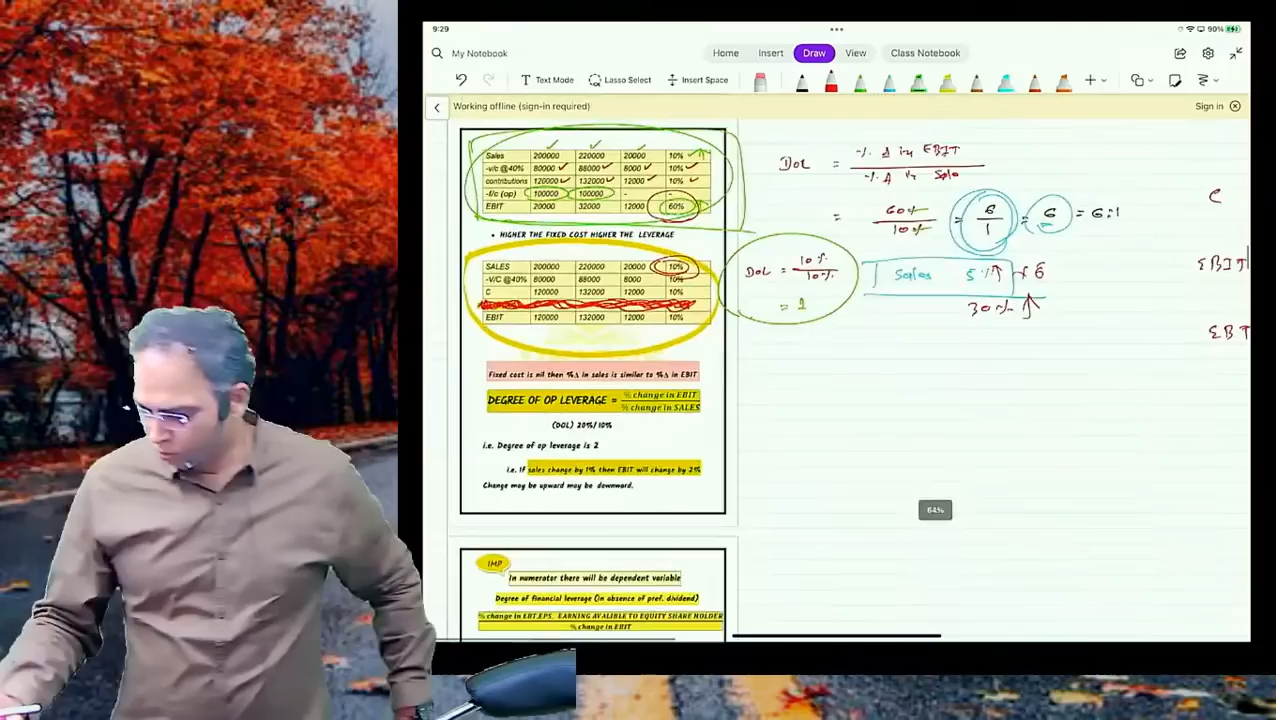 9:29
90%
My Notebook
Home Insert Draw View Class Notebook
Text Mode Lasso Select Insert Space
Working offline (sign-in required)
Sign in
Sales 200000 220000 20000 10%
-v/c @40% 80000 88000 8000 10%
contributions 120000 132000 12000 10%
-f/c (op) 100000 100000 - -
EBIT 20000 32000 12000 60%
• HIGHER THE FIXED COST HIGHER THE LEVERAGE
SALES 200000 220000 20000 10%
-V/C @40% 80000 88000 8000 10%
C 120000 132000 12000 10%
EBIT 120000 132000 12000 10%
Fixed cost is nil then %Δ in sales is similar to %Δ in EBIT
DEGREE OF OP LEVERAGE = % change in EBIT
% change in SALES
(DOL) 20%/10%
i.e. Degree of op leverage is 2
i.e. If sales change by 1% then EBIT will change by 2%
Change may be upward may be downward.
IMP
In numerator there will be dependent variable
Degree of financial leverage (in absence of pref. dividend)
% change in EBT,EPS, EARNING AVALIBLE TO EQUITY SHARE HOLDER
% change in EBIT
DOL = % Δ in EBIT
% Δ in Sales
= 60% / 10% = 6 / 1 = 6 = 6:1
DOL = 10% / 10%
= 1
Sales 5%↑ × 6
30% ↑
C
EBIT
EBT
64%